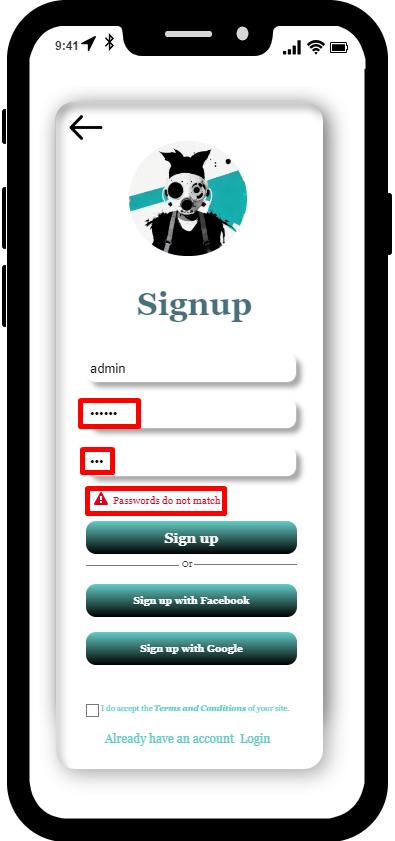 9:41
Signup
admin
••••••
•••
Passwords do not match
Sign up
Or
Sign up with Facebook
Sign up with Google
I do accept the Terms and Conditions of your site.
Already have an account Login